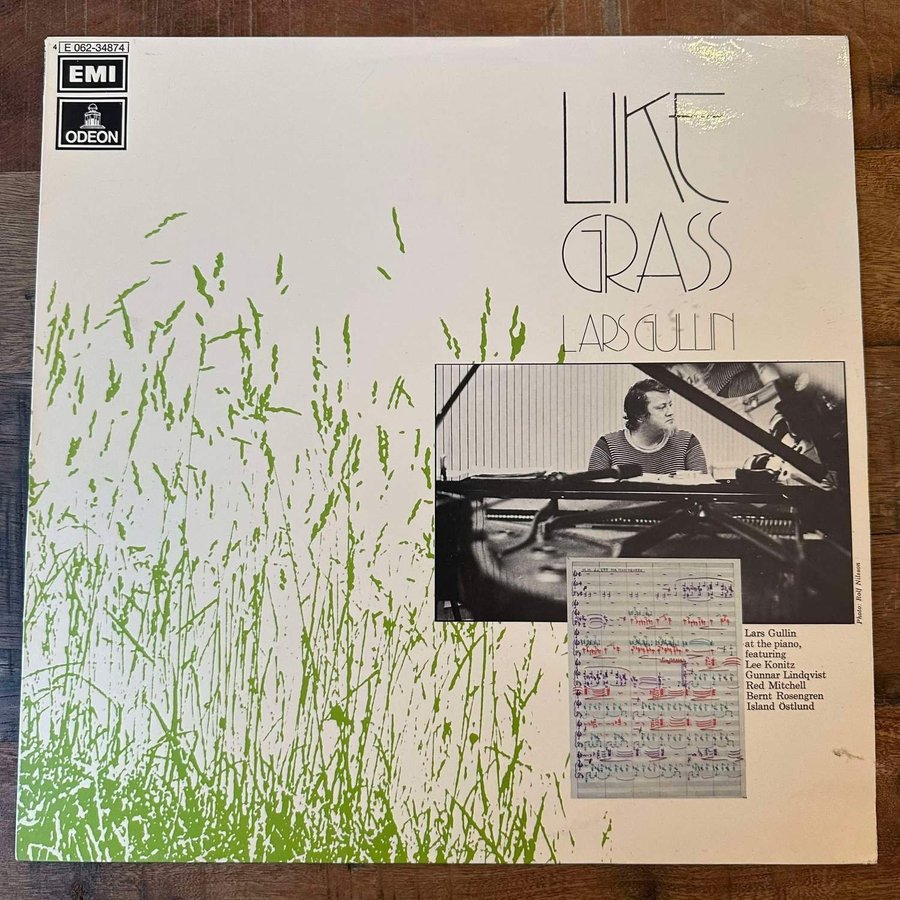 4 E 062-34874
EMI
ODEON
LIKE
GRASS
LARS GULLIN
Photo: Rolf Nilsson
Lars Gullin
at the piano,
featuring
Lee Konitz
Gunnar Lindqvist
Red Mitchell
Bernt Rosengren
Island Östlund